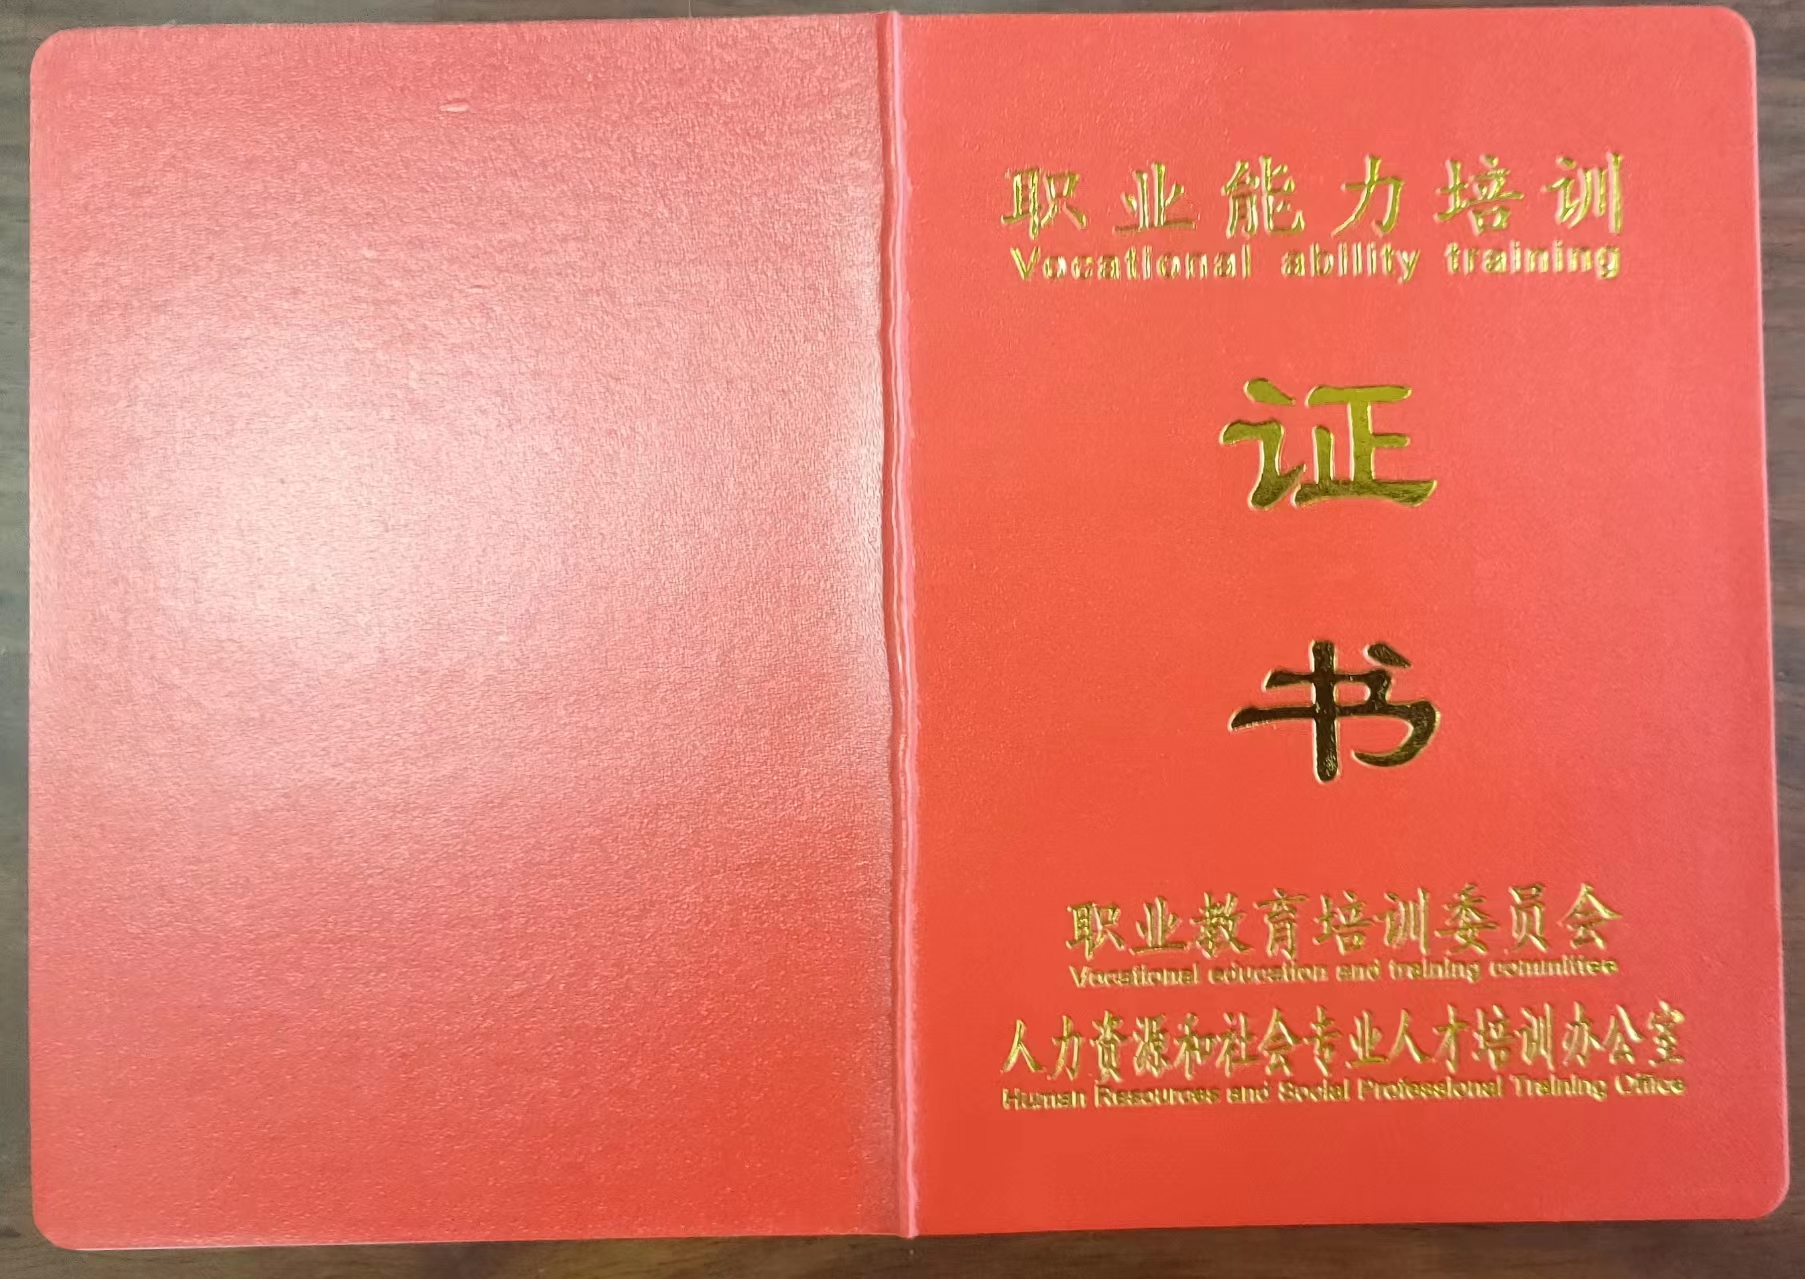 职业能力培训
Vocational ability training
证
书
职业教育培训委员会
Vocational education and training committee
人力资源和社会专业人才培训办公室
Human Resources and Social Professional Training Office